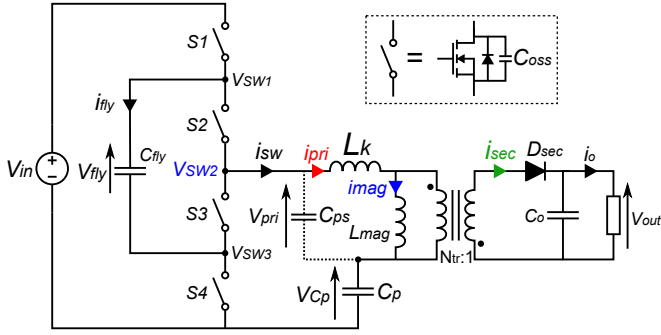 S1
=
Coss
VSW1
ifly
S2
Vin
Vfly
Cfly
VSW2
iSW
ipri
Lk
isec
Dsec
io
imag
S3
Vpri
Cps
Lmag
Co
Vout
VSW3
Ntr:1
S4
VCp
Cp